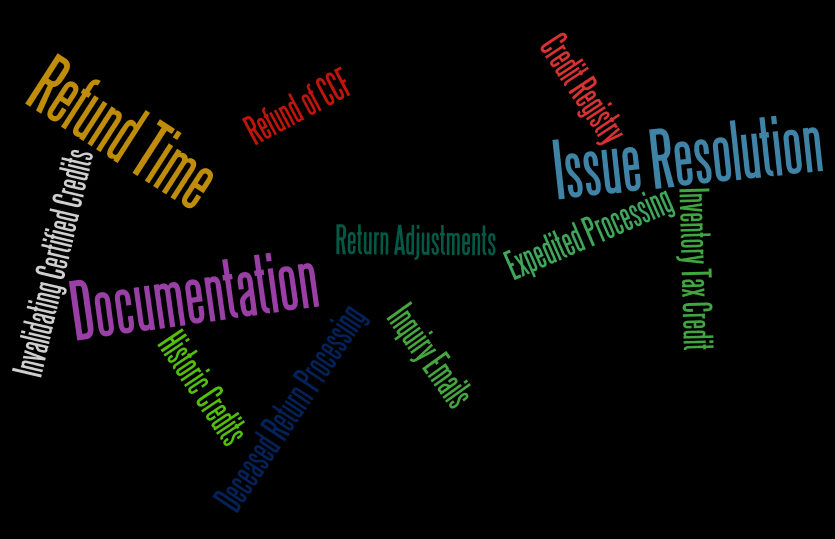 Refund Time
Refund of CCF
Credit Registry
Issue Resolution
Invalidating Certified Credits
Return Adjustments
Expedited Processing
Inventory Tax Credit
Documentation
Historic Credits
Deceased Return Processing
Inquiry Emails